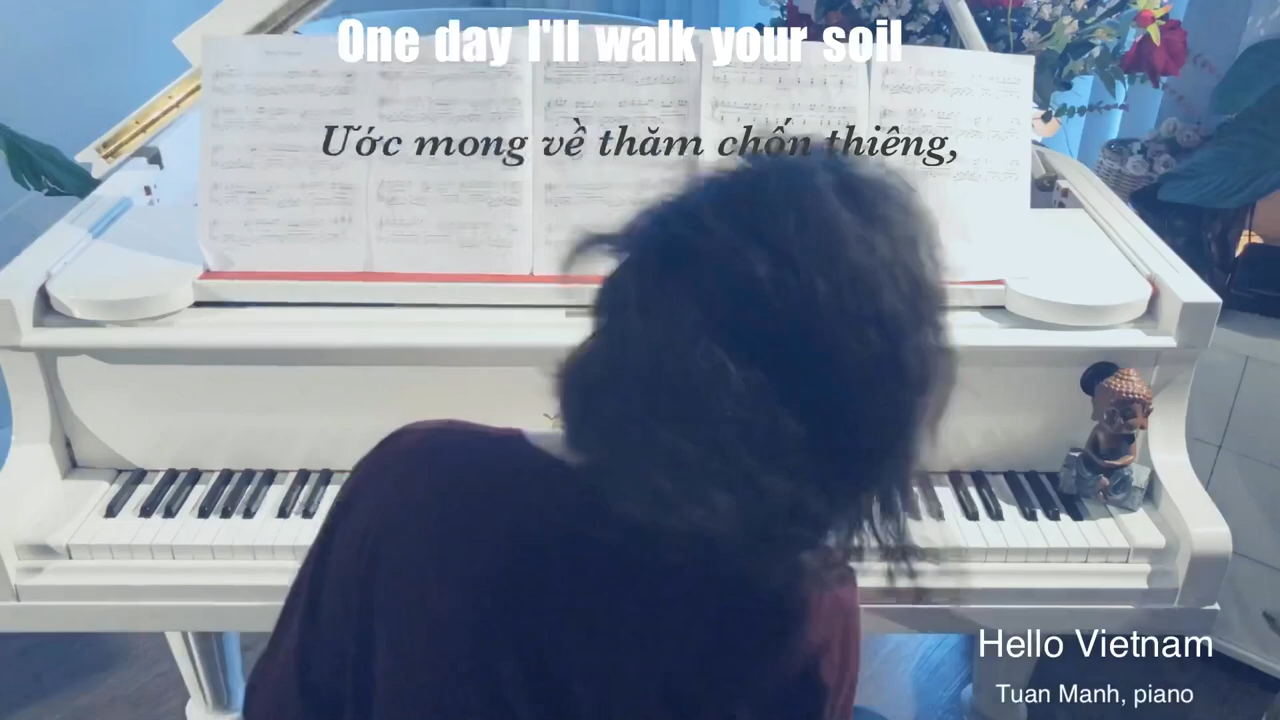 One day I'll walk your soil
Ước mong về thăm chốn thiêng,
Hello Vietnam
Tuan Manh, piano